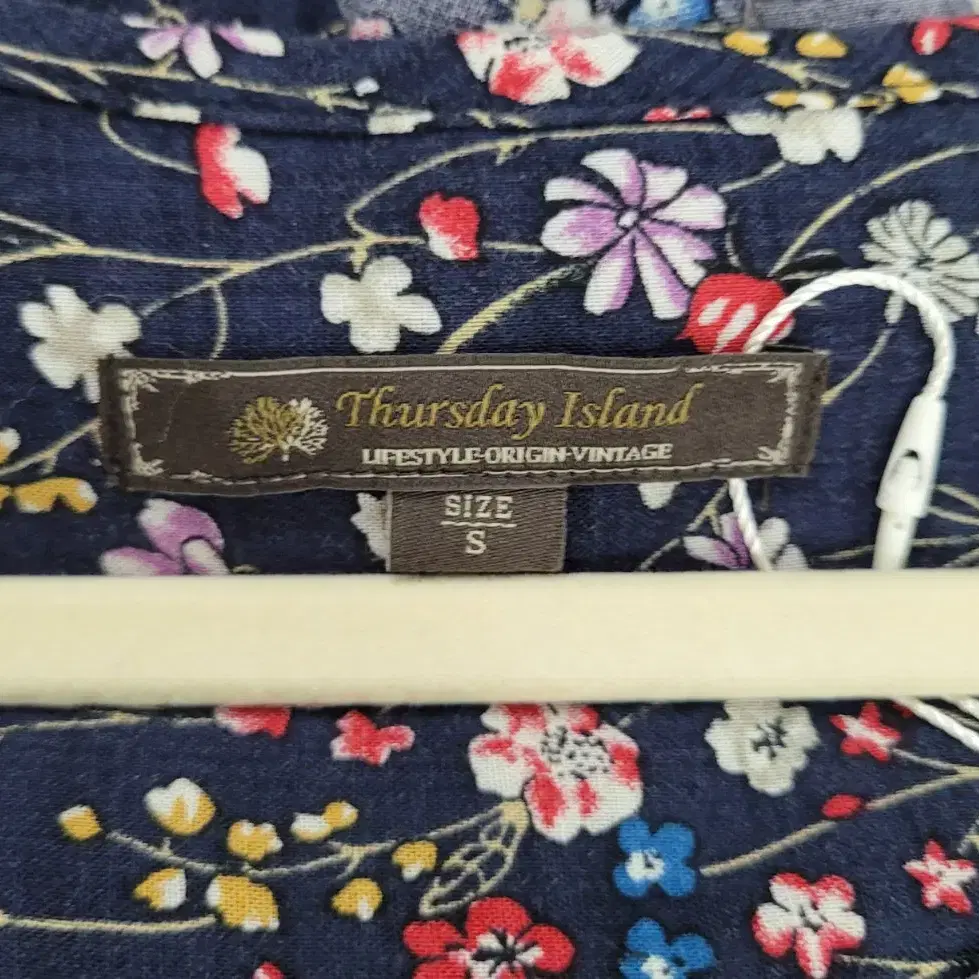 Thursday Island
LIFESTYLE·ORIGIN·VINTAGE
SIZE
S